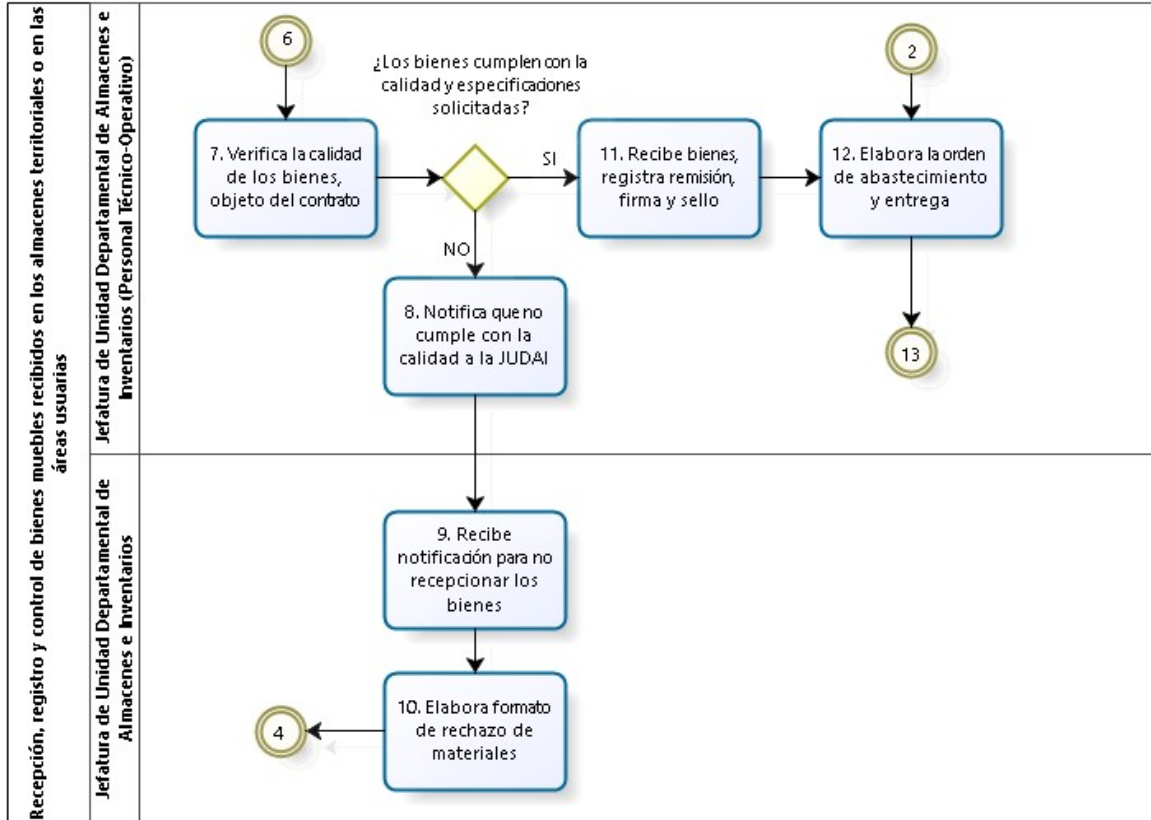 Recepción, registro y control de bienes muebles recibidos en los almacenes territoriales o en las
áreas usuarias
Jefatura de Unidad Departamental de Almacenes e
Inventarios (Personal Técnico-Operativo)
6
¿Los bienes cumplen con la
calidad y especificaciones
solicitadas?
2
7. Verifica la calidad
de los bienes,
objeto del contrato
SI
11. Recibe bienes,
registra remisión,
firma y sello
12. Elabora la orden
de abastecimiento
y entrega
NO
8. Notifica que no
cumple con la
calidad a la JUDAI
13
Jefatura de Unidad Departamental de
Almacenes e Inventarios
9. Recibe
notificación para no
recepcionar los
bienes
10. Elabora formato
de rechazo de
materiales
4